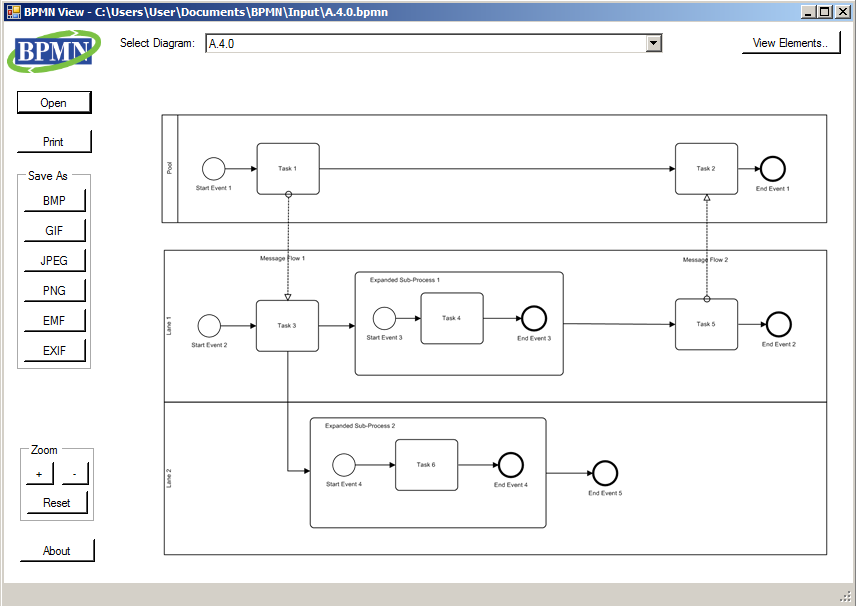 BPMN View - C:\Users\User\Documents\BPMN\Input\A.4.0.bpmn
BPMN
Select Diagram:
A.4.0
View Elements..
Open
Print
Save As
BMP
GIF
JPEG
PNG
EMF
EXIF
Zoom
+
-
Reset
About
Pool
Start Event 1
Task 1
Task 2
End Event 1
Message Flow 1
Message Flow 2
Lane 1
Start Event 2
Task 3
Expanded Sub-Process 1
Start Event 3
Task 4
End Event 3
Task 5
End Event 2
Lane 2
Expanded Sub-Process 2
Start Event 4
Task 6
End Event 4
End Event 5